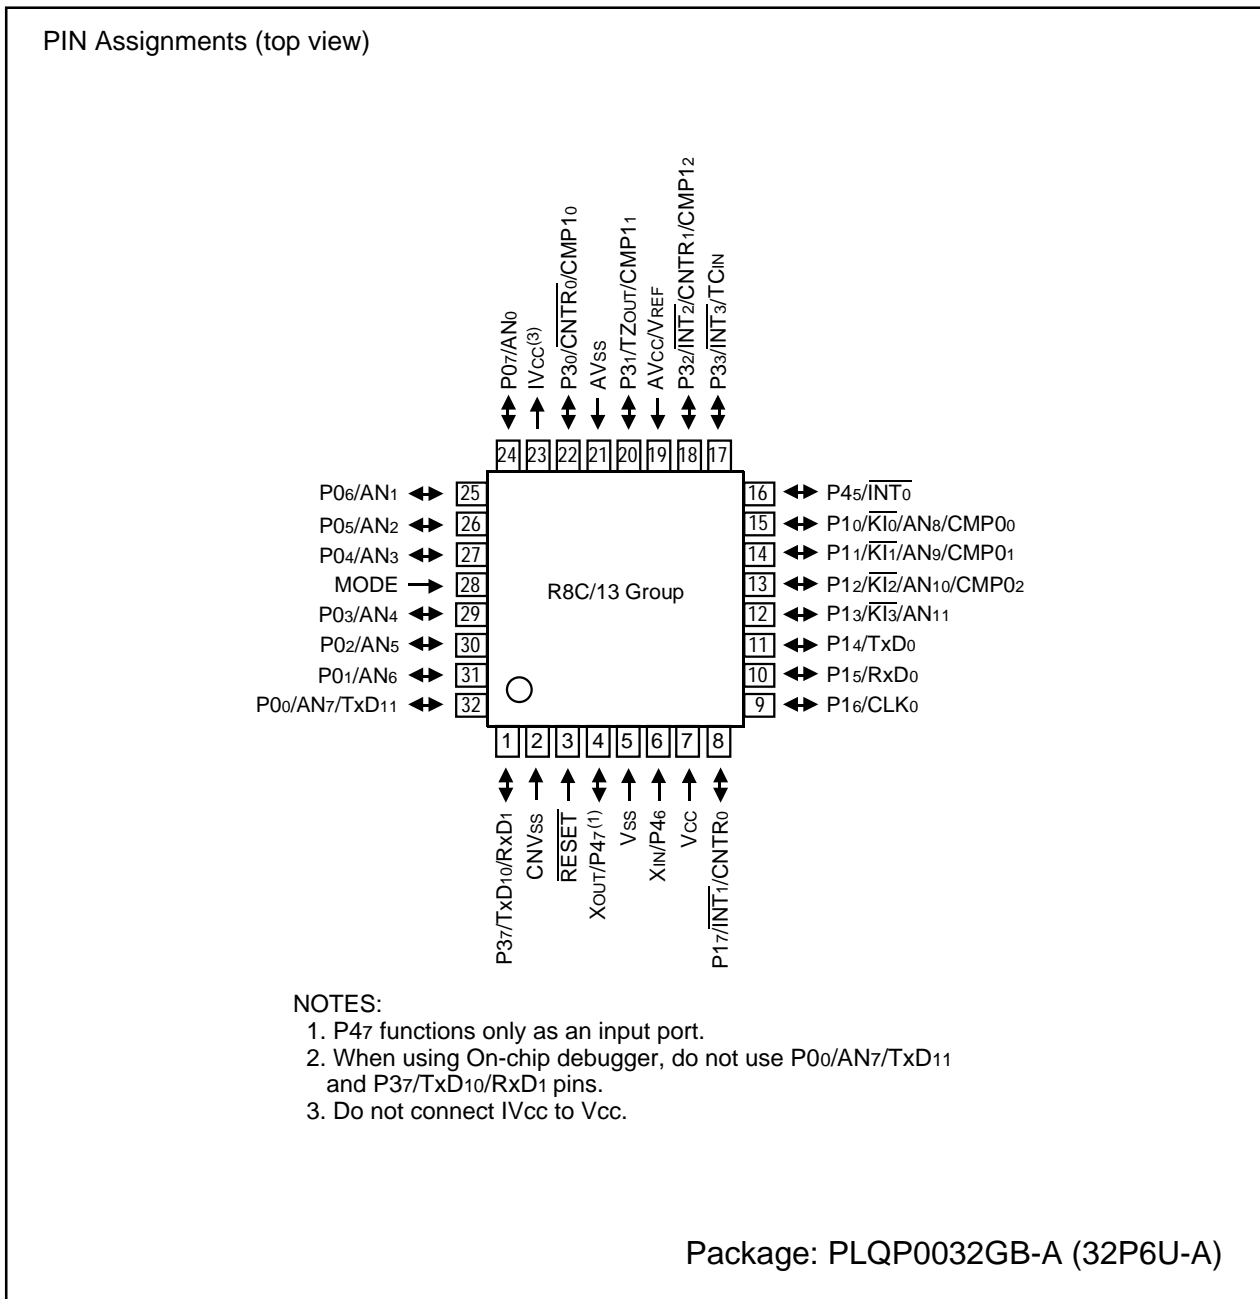 PIN Assignments (top view)
P07/AN0
IVCC(3)
P30/CNTR0/CMP10
AVSS
P31/TZOUT/CMP11
AVCC/VREF
P32/INT2/CNTR1/CMP12
P33/INT3/TCIN
24 23 22 21 20 19 18 17
P06/AN1 25
P05/AN2 26
P04/AN3 27
MODE 28
P03/AN4 29
P02/AN5 30
P01/AN6 31
P00/AN7/TxD11 32
R8C/13 Group
16 P45/INT0
15 P10/KI0/AN8/CMP00
14 P11/KI1/AN9/CMP01
13 P12/KI2/AN10/CMP02
12 P13/KI3/AN11
11 P14/TxD0
10 P15/RxD0
9 P16/CLK0
1 2 3 4 5 6 7 8
P37/TxD10/RxD1
CNVSS
RESET
XOUT/P47(1)
VSS
XIN/P46
VCC
P17/INT1/CNTR0
NOTES:
1. P47 functions only as an input port.
2. When using On-chip debugger, do not use P00/AN7/TxD11
and P37/TxD10/RxD1 pins.
3. Do not connect IVcc to Vcc.
Package: PLQP0032GB-A (32P6U-A)